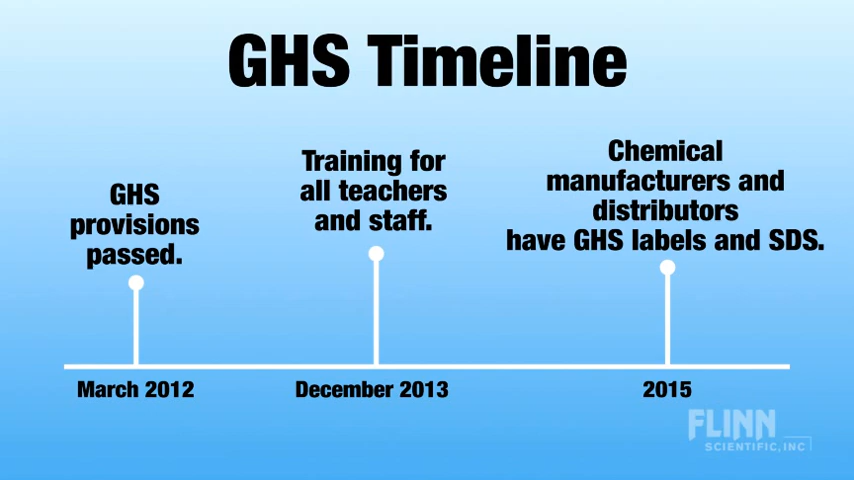 GHS Timeline
GHS
provisions
passed.
Training for
all teachers
and staff.
Chemical
manufacturers and
distributors
have GHS labels and SDS.
March 2012
December 2013
2015
FLINN
SCIENTIFIC, INC